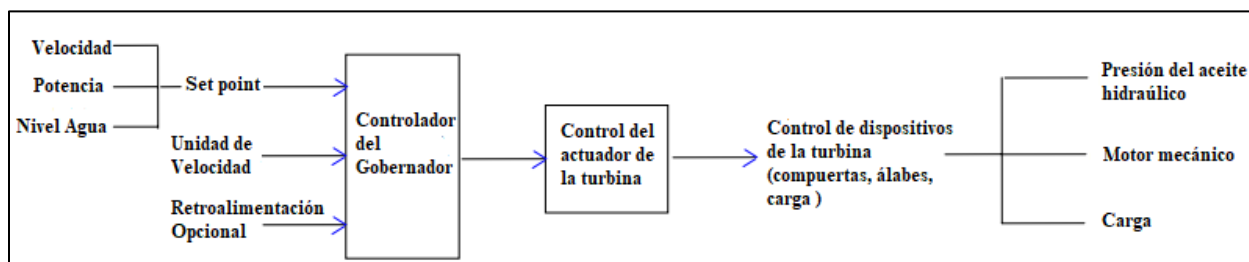 Velocidad
Potencia
Nivel Agua
Set point
Unidad de
Velocidad
Retroalimentación
Opcional
Controlador
del
Gobernador
Control del
actuador de
la turbina
Control de dispositivos
de la turbina
(compuertas, álabes,
carga )
Presión del aceite
hidraúlico
Motor mecánico
Carga